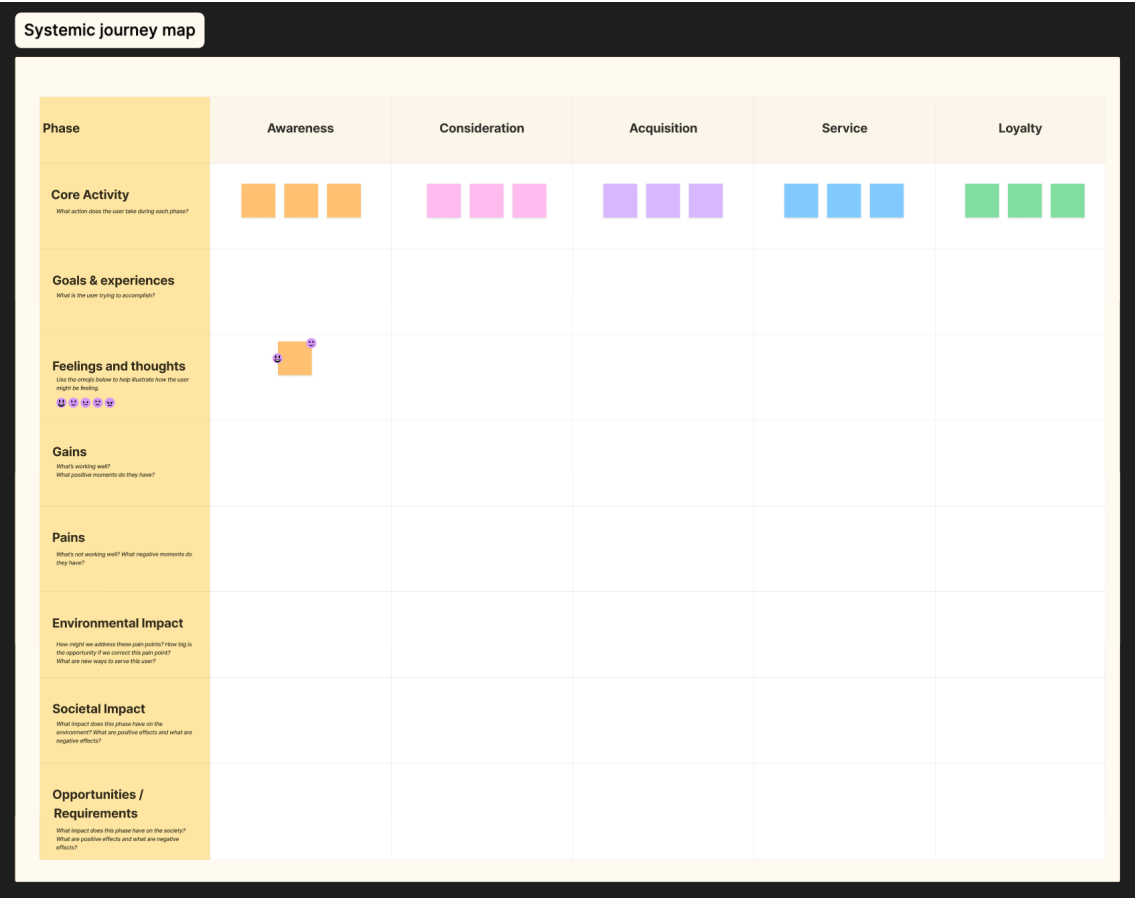 Systemic journey map
Phase
Awareness
Consideration
Acquisition
Service
Loyalty
Core Activity
What action does the user take during each phase?
Goals & experiences
What is the user trying to accomplish?
Feelings and thoughts
Use the emojis below to help illustrate how the user
might be feeling.
Gains
What's working well?
What positive moments do they have?
Pains
What's not working well? What negative moments do
they have?
Environmental Impact
How might we address these pain points? How big is
the opportunity if we correct this pain point?
What are new ways to serve this user?
Societal Impact
What impact does this phase have on the
environment? What are positive effects and what are
negative effects?
Opportunities /
Requirements
What impact does this phase have on the society?
What are positive effects and what are negative
effects?